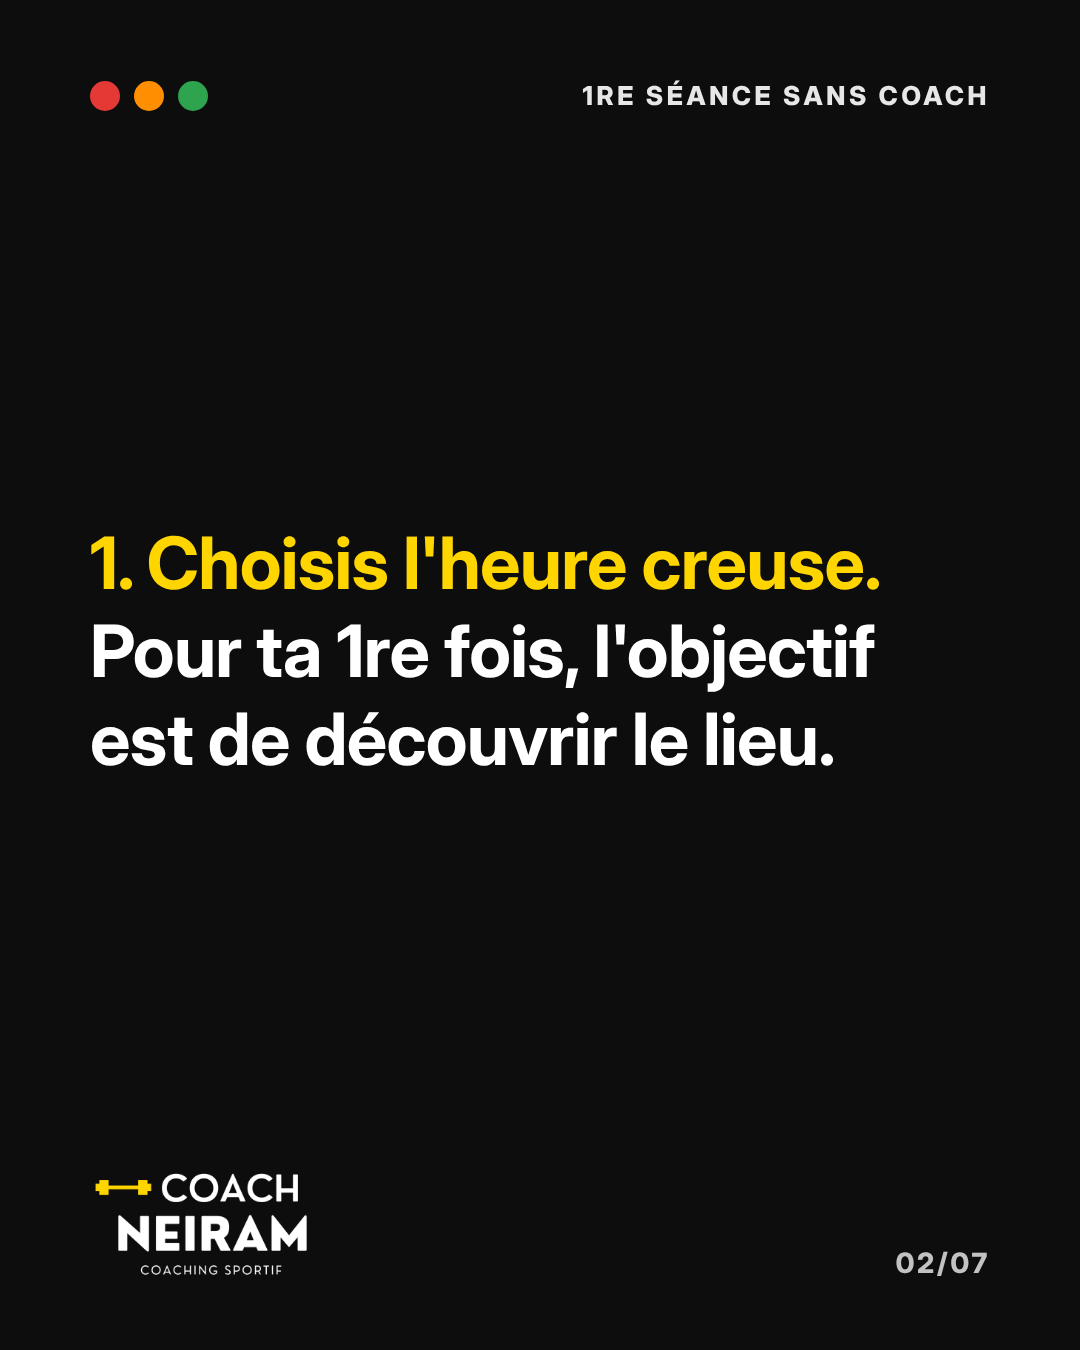 1RE SÉANCE SANS COACH
1. Choisis l'heure creuse.
Pour ta 1re fois, l'objectif
est de découvrir le lieu.
COACH
NEIRAM
COACHING SPORTIF
02/07